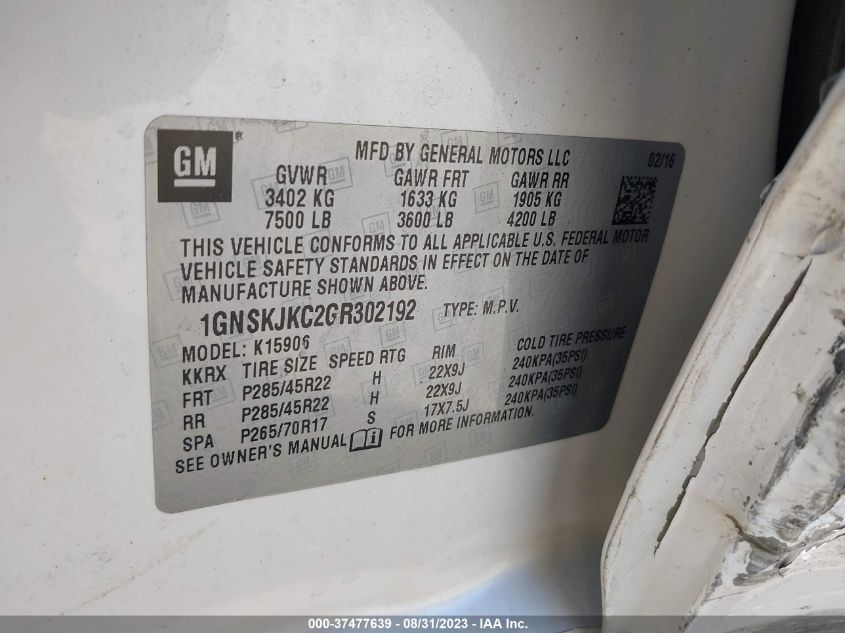 GM
MFD BY GENERAL MOTORS LLC 02/16
GVWR GAWR FRT GAWR RR
3402 KG 1633 KG 1905 KG
7500 LB 3600 LB 4200 LB
THIS VEHICLE CONFORMS TO ALL APPLICABLE U.S. FEDERAL MOTOR
VEHICLE SAFETY STANDARDS IN EFFECT ON THE DATE OF
MANUFACTURE SHOWN ABOVE.
1GNSKJKC2GR302192 TYPE: M.P.V.
MODEL: K15906
KKRX TIRE SIZE SPEED RTG RIM COLD TIRE PRESSURE
FRT P285/45R22 H 22X9J 240KPA(35PSI)
RR P285/45R22 H 22X9J 240KPA(35PSI)
SPA P265/70R17 S 17X7.5J 240KPA(35PSI)
SEE OWNER'S MANUAL FOR MORE INFORMATION.
000-37477639 - 08/31/2023 - IAA Inc.